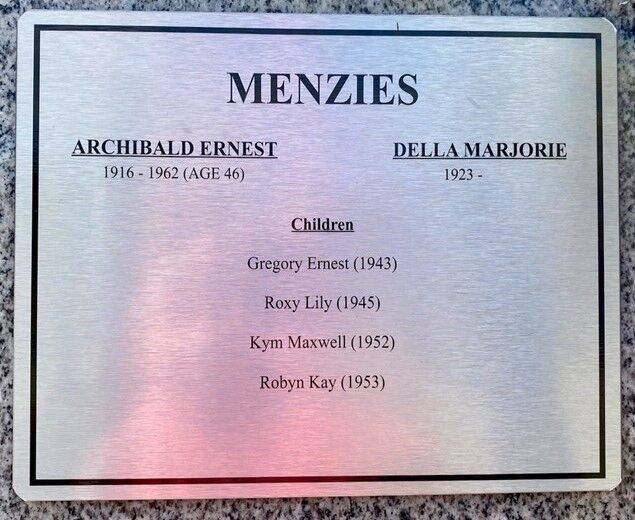 MENZIES
ARCHIBALD ERNEST DELLA MARJORIE
1916 - 1962 (AGE 46) 1923 -
Children
Gregory Ernest (1943)
Roxy Lily (1945)
Kym Maxwell (1952)
Robyn Kay (1953)